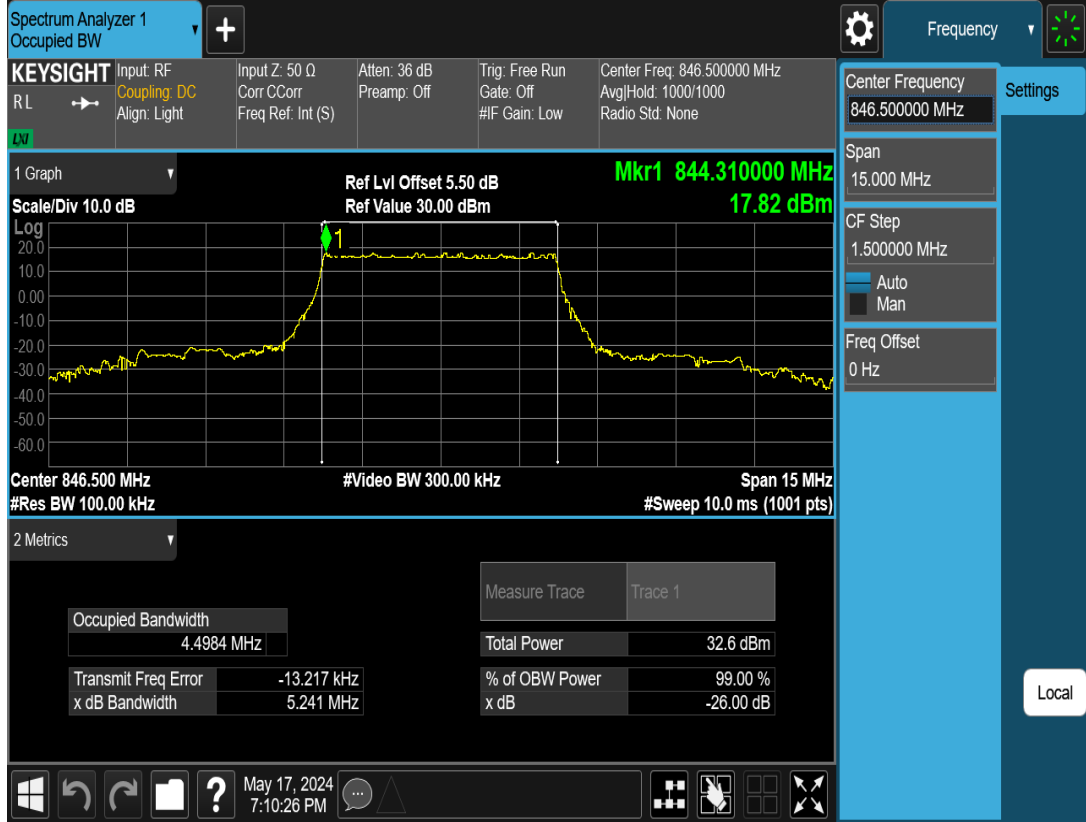 Spectrum Analyzer 1
Occupied BW
▼
+
Frequency
▼
KEYSIGHT
R L
LXI
Input: RF
Coupling: DC
Align: Light
Input Z: 50 Ω
Corr CCorr
Freq Ref: Int (S)
Atten: 36 dB
Preamp: Off
Trig: Free Run
Gate: Off
#IF Gain: Low
Center Freq: 846.500000 MHz
Avg|Hold: 1000/1000
Radio Std: None
Center Frequency
846.500000 MHz
Settings
Span
15.000 MHz
CF Step
1.500000 MHz
Auto
Man
Freq Offset
0 Hz
Local
1 Graph ▼
Scale/Div 10.0 dB
Ref Lvl Offset 5.50 dB
Ref Value 30.00 dBm
Mkr1 844.310000 MHz
17.82 dBm
Log
1
20.0
10.0
0.00
-10.0
-20.0
-30.0
-40.0
-50.0
-60.0
Center 846.500 MHz
#Video BW 300.00 kHz
Span 15 MHz
#Res BW 100.00 kHz
#Sweep 10.0 ms (1001 pts)
2 Metrics ▼
Measure Trace Trace 1
Occupied Bandwidth
4.4984 MHz
Total Power 32.6 dBm
Transmit Freq Error -13.217 kHz
% of OBW Power 99.00 %
x dB Bandwidth 5.241 MHz
x dB -26.00 dB
?
May 17, 2024
7:10:26 PM